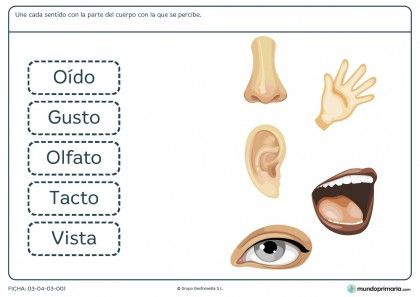 Une cada sentido con la parte del cuerpo con la que se percibe.
Oído
Gusto
Olfato
Tacto
Vista
FICHA: 03-04-03-001
© Grupo Gesfomedia S.L.
mundoprimaria.com